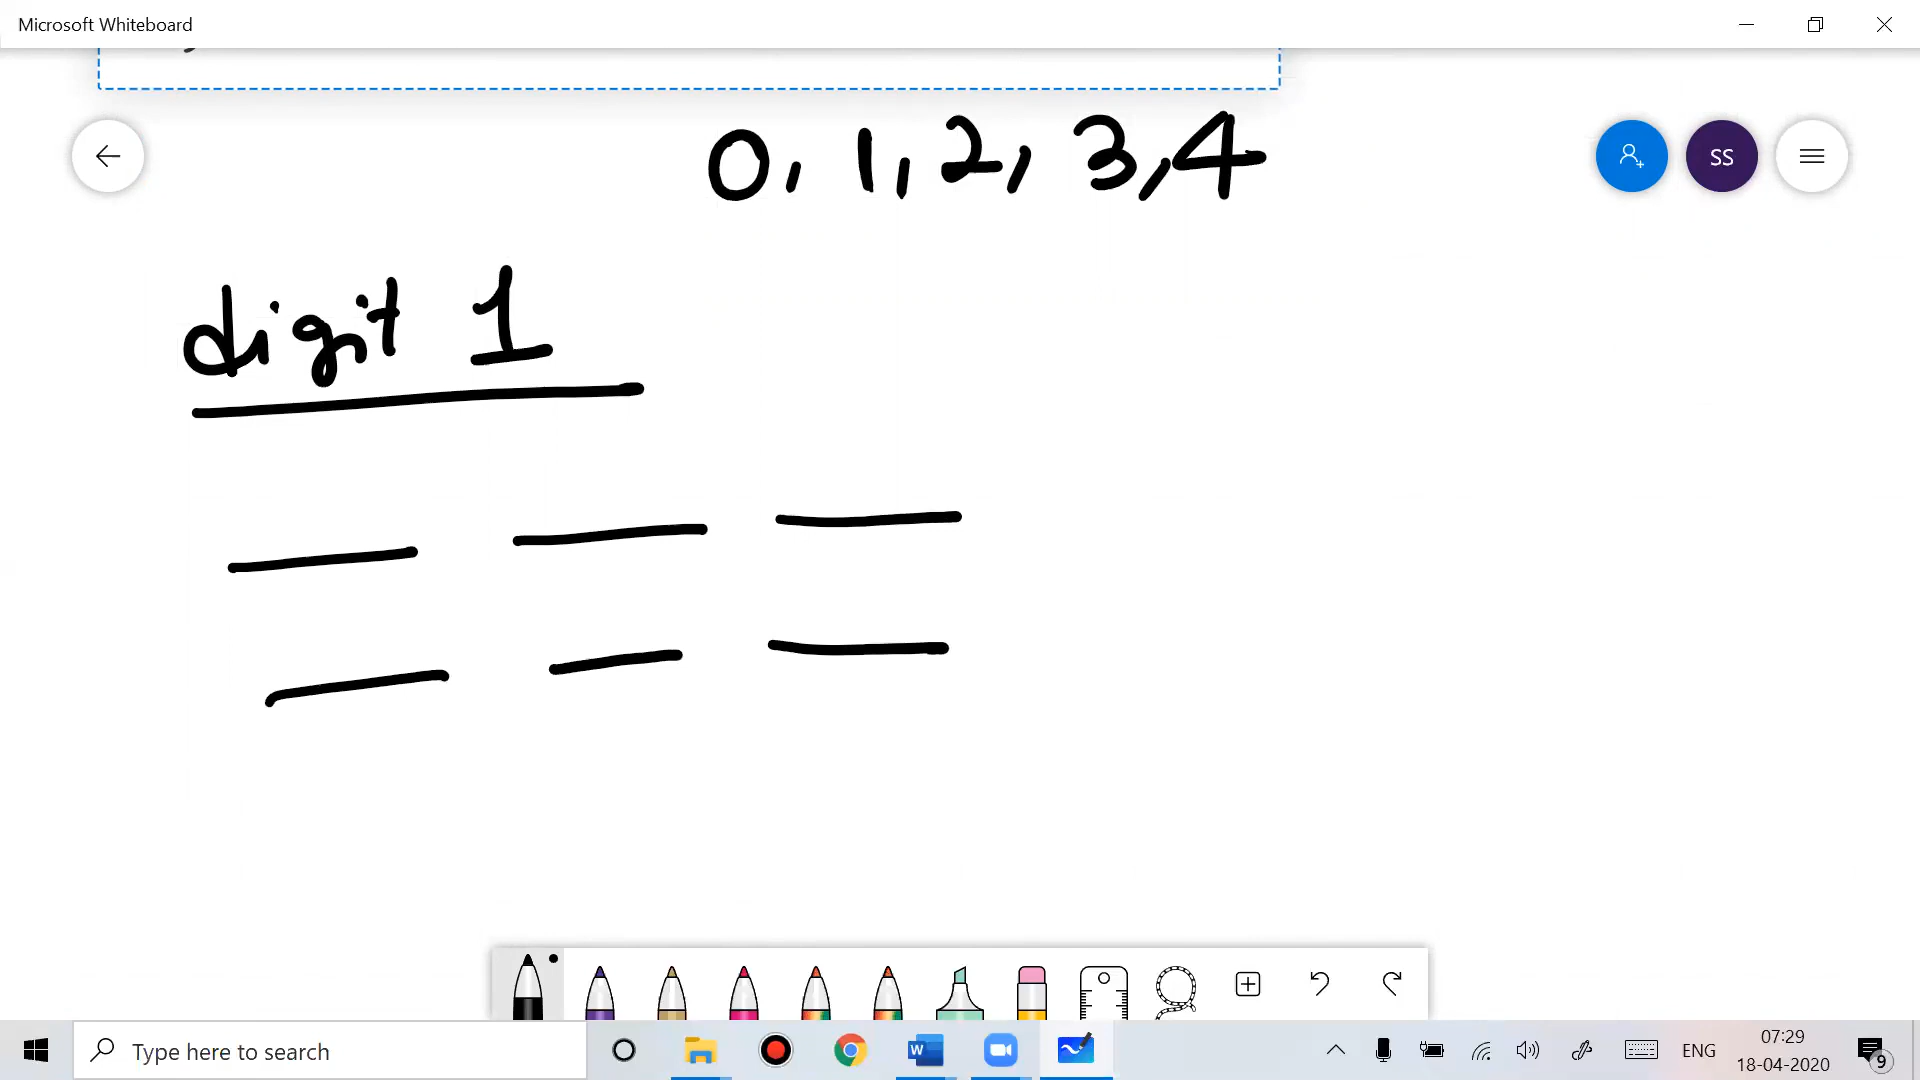 Microsoft Whiteboard
0, 1, 2, 3, 4
SS
digit 1
Type here to search
ENG
07:29
18-04-2020
9